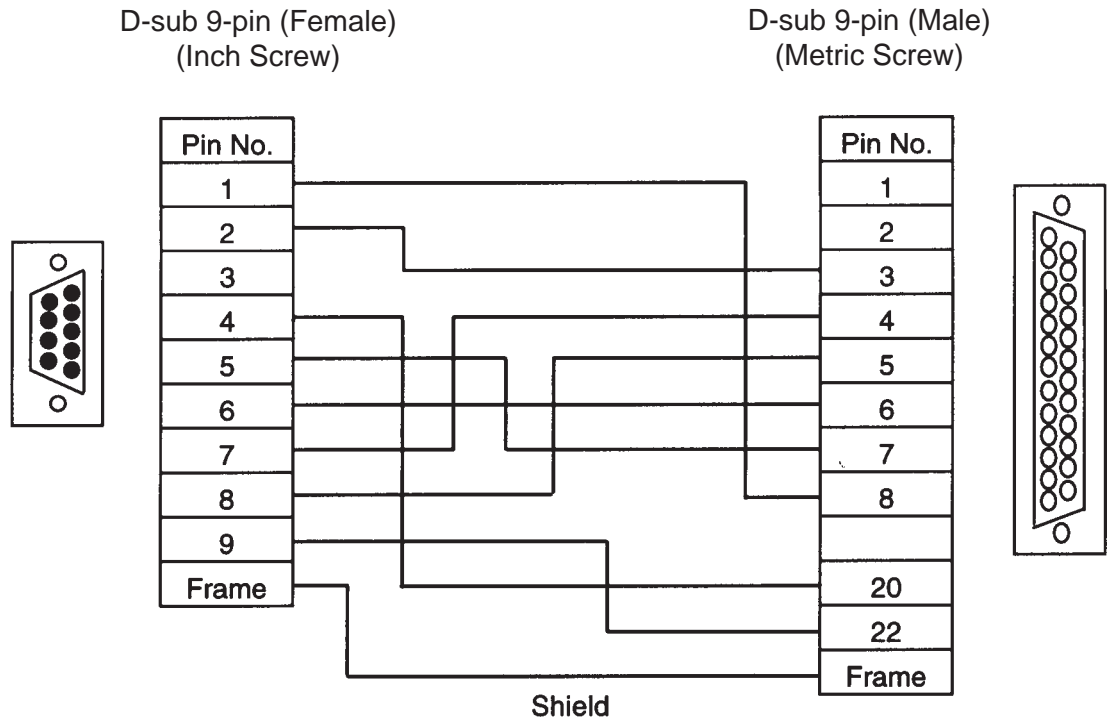 D-sub 9-pin (Female)
(Inch Screw)
D-sub 9-pin (Male)
(Metric Screw)
Pin No.
1
2
3
4
5
6
7
8
9
Frame
Pin No.
1
2
3
4
5
6
7
8
20
22
Frame
Shield